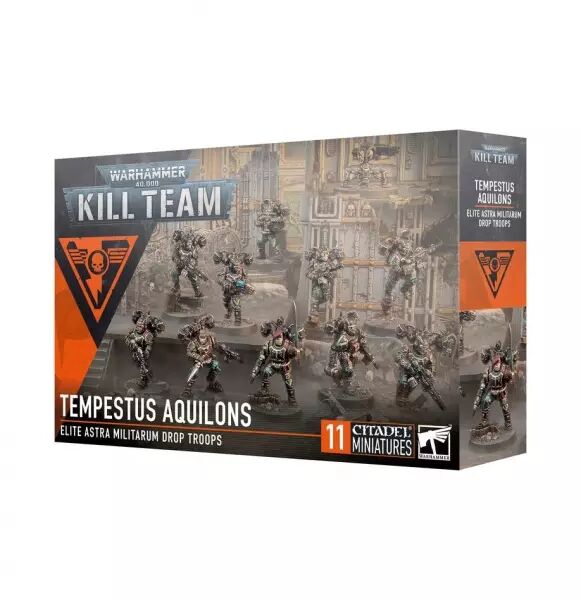 WARHAMMER
40,000
KILL TEAM
TEMPESTUS AQUILONS
ELITE ASTRA MILITARUM DROP TROOPS
11 CITADEL
MINIATURES
WARHAMMER
KILL TEAM
TEMPESTUS
AQUILONS
ELITE ASTRA MILITARUM
DROP TROOPS